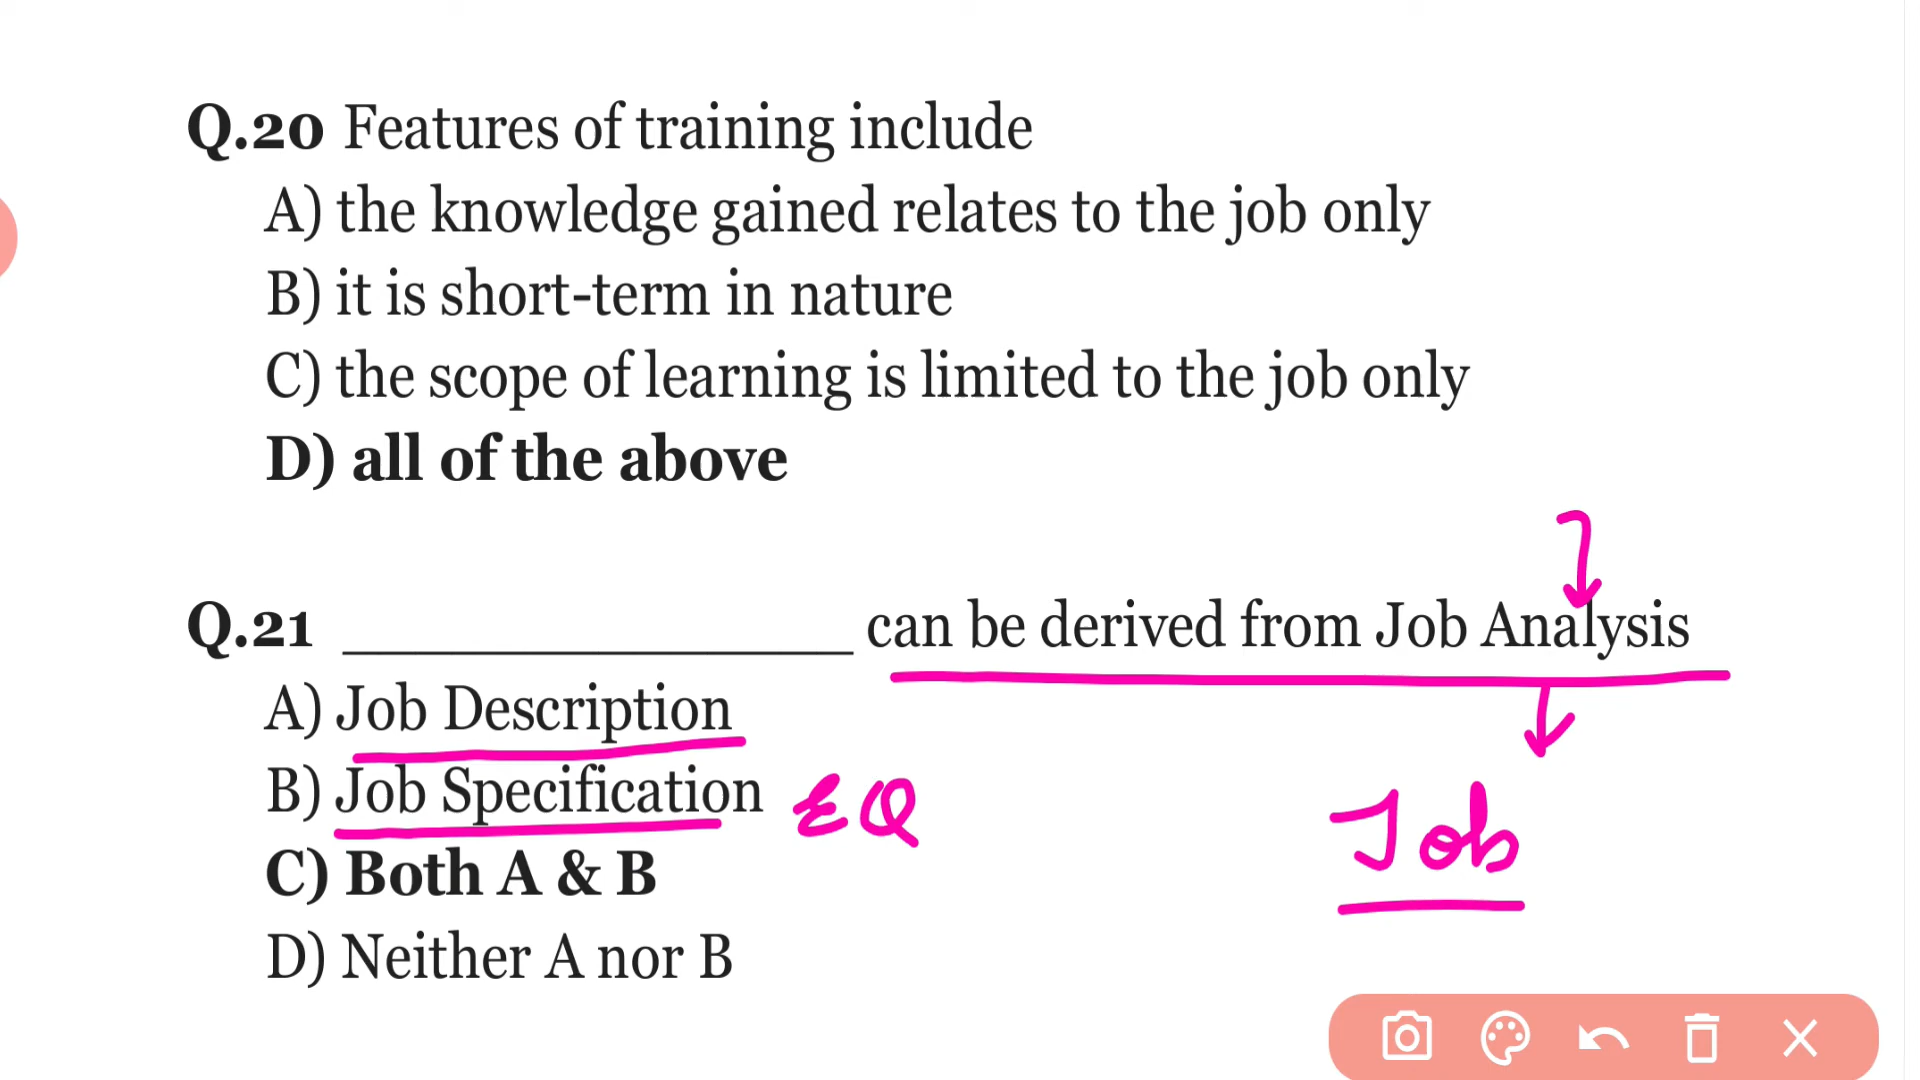 Q.20 Features of training include
A) the knowledge gained relates to the job only
B) it is short-term in nature
C) the scope of learning is limited to the job only
D) all of the above
Q.21 ________________ can be derived from Job Analysis
A) Job Description
B) Job Specification EQ
C) Both A & B
D) Neither A nor B
Job